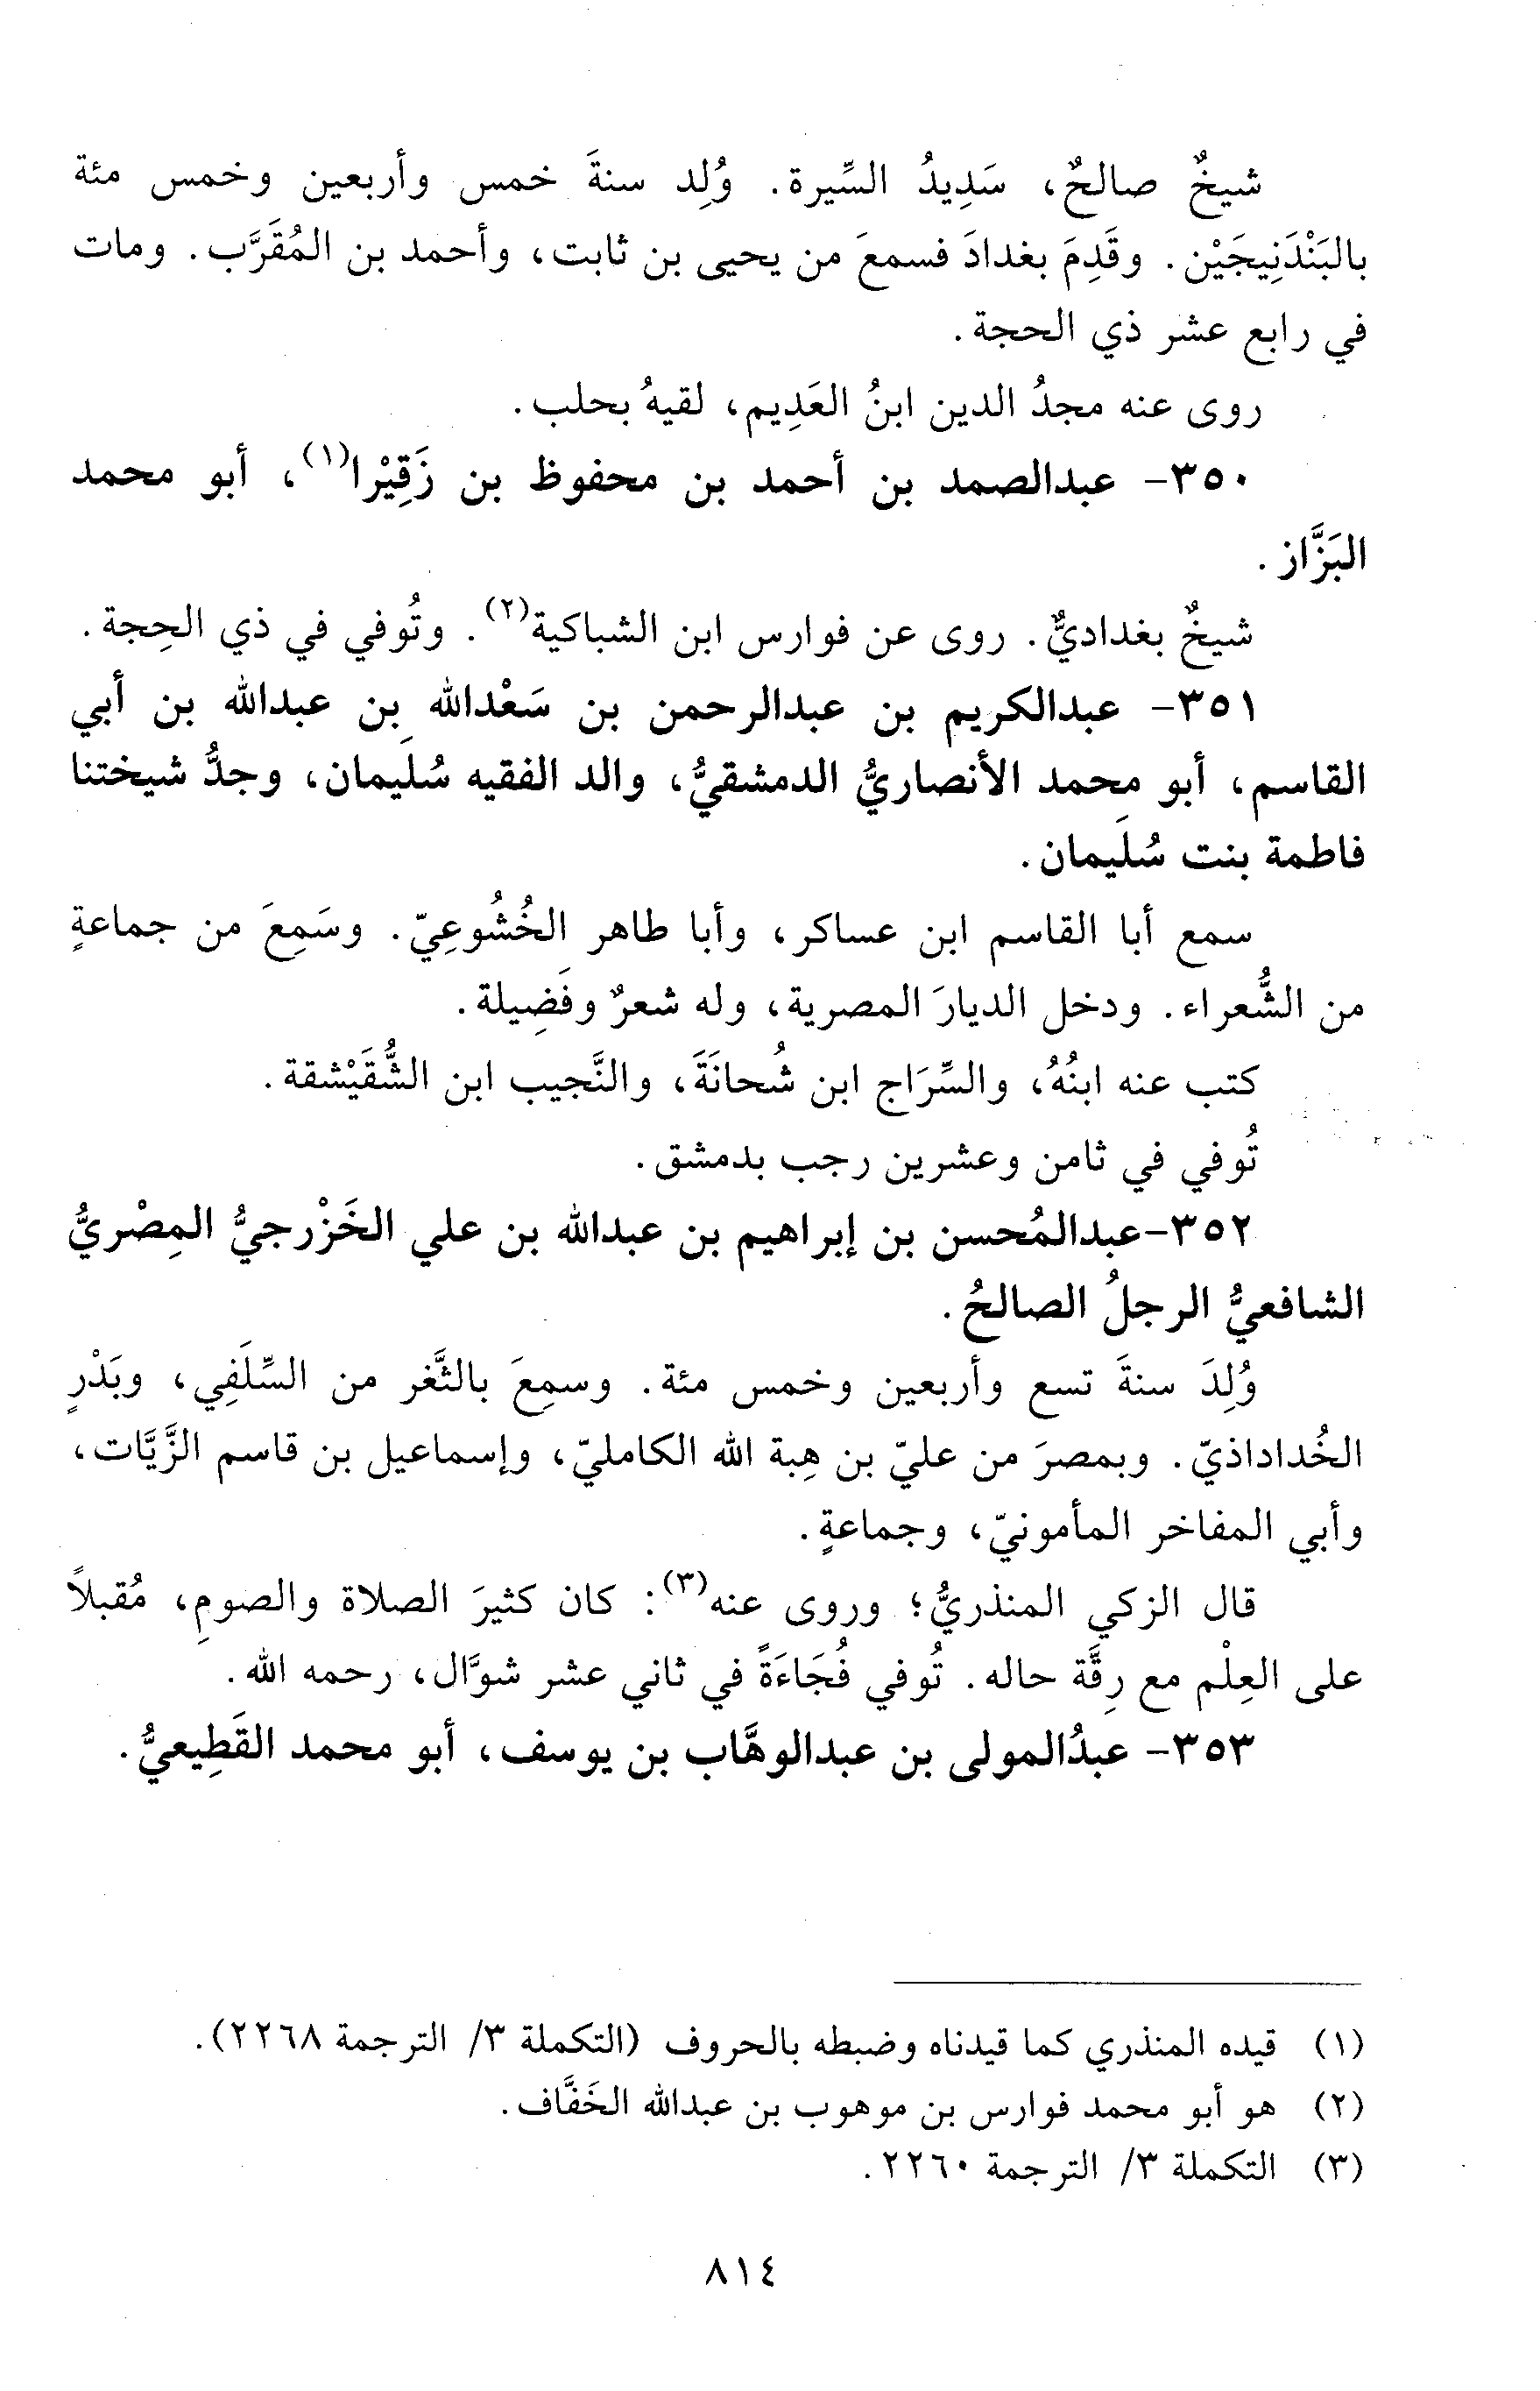 شيخٌ صالحٌ، سَدِيدُ السِّيرة. وُلِد سنةَ خمس وأربعين وخمس مئة
بالبَنْدَنِيجَيْن. وقَدِمَ بغدادَ فسمعَ من يحيى بن ثابت، وأحمد بن المُقَرَّب. ومات
في رابع عشر ذي الحجة.
روى عنه مجدُ الدين ابنُ العَدِيم، لقيهُ بحلب.
٣٥٠- عبدالصمد بن أحمد بن محفوظ بن زَقِيْرا(١)، أبو محمد
البَزَّاز.
شيخٌ بغداديٌّ. روى عن فوارس ابن الشباكية(٢). وتُوفي في ذي الحِجة.
٣٥١- عبدالكريم بن عبدالرحمن بن سَعْدالله بن عبدالله بن أبي
القاسم، أبو محمد الأنصاريُّ الدمشقيُّ، والد الفقيه سُلَيمان، وجدُّ شيختنا
فاطمة بنت سُلَيمان.
سمع أبا القاسم ابن عساكر، وأبا طاهر الخُشُوعِيّ. وسَمِعَ من جماعةٍ
من الشُّعراء. ودخل الديارَ المصرية، وله شعرٌ وفَضِيلة.
كتب عنه ابنُهُ، والسِّرَاج ابن شُحانَةَ، والنَّجيب ابن الشُّقَيْشقة.
تُوفي في ثامن وعشرين رجب بدمشق.
٣٥٢-عبدالمُحسن بن إبراهيم بن عبدالله بن علي الخَزْرجيُّ المِصْريُّ
الشافعيُّ الرجلُ الصالحُ.
وُلِدَ سنةَ تسع وأربعين وخمس مئة. وسمِعَ بالثَّغر من السِّلَفِي، وبَدْرٍ
الخُداداذيّ. وبمصرَ من عليّ بن هِبة الله الكامليّ، وإسماعيل بن قاسم الزَّيَّات،
وأبي المفاخر المأمونيّ، وجماعةٍ.
قال الزكي المنذريُّ؛ وروى عنه(٣): كان كثيرَ الصلاة والصومِ، مُقبلاً
على العِلْم مع رِقَّة حاله. تُوفي فُجَاءَةً في ثاني عشر شوَّال، رحمه الله.
٣٥٣- عبدُالمولى بن عبدالوهَّاب بن يوسف، أبو محمد القَطِيعيُّ.
(١) قيده المنذري كما قيدناه وضبطه بالحروف (التكملة ٣/ الترجمة ٢٢٦٨).
(٢) هو أبو محمد فوارس بن موهوب بن عبدالله الخَفَّاف.
(٣) التكملة ٣/ الترجمة ٢٢٦٠.
٨١٤